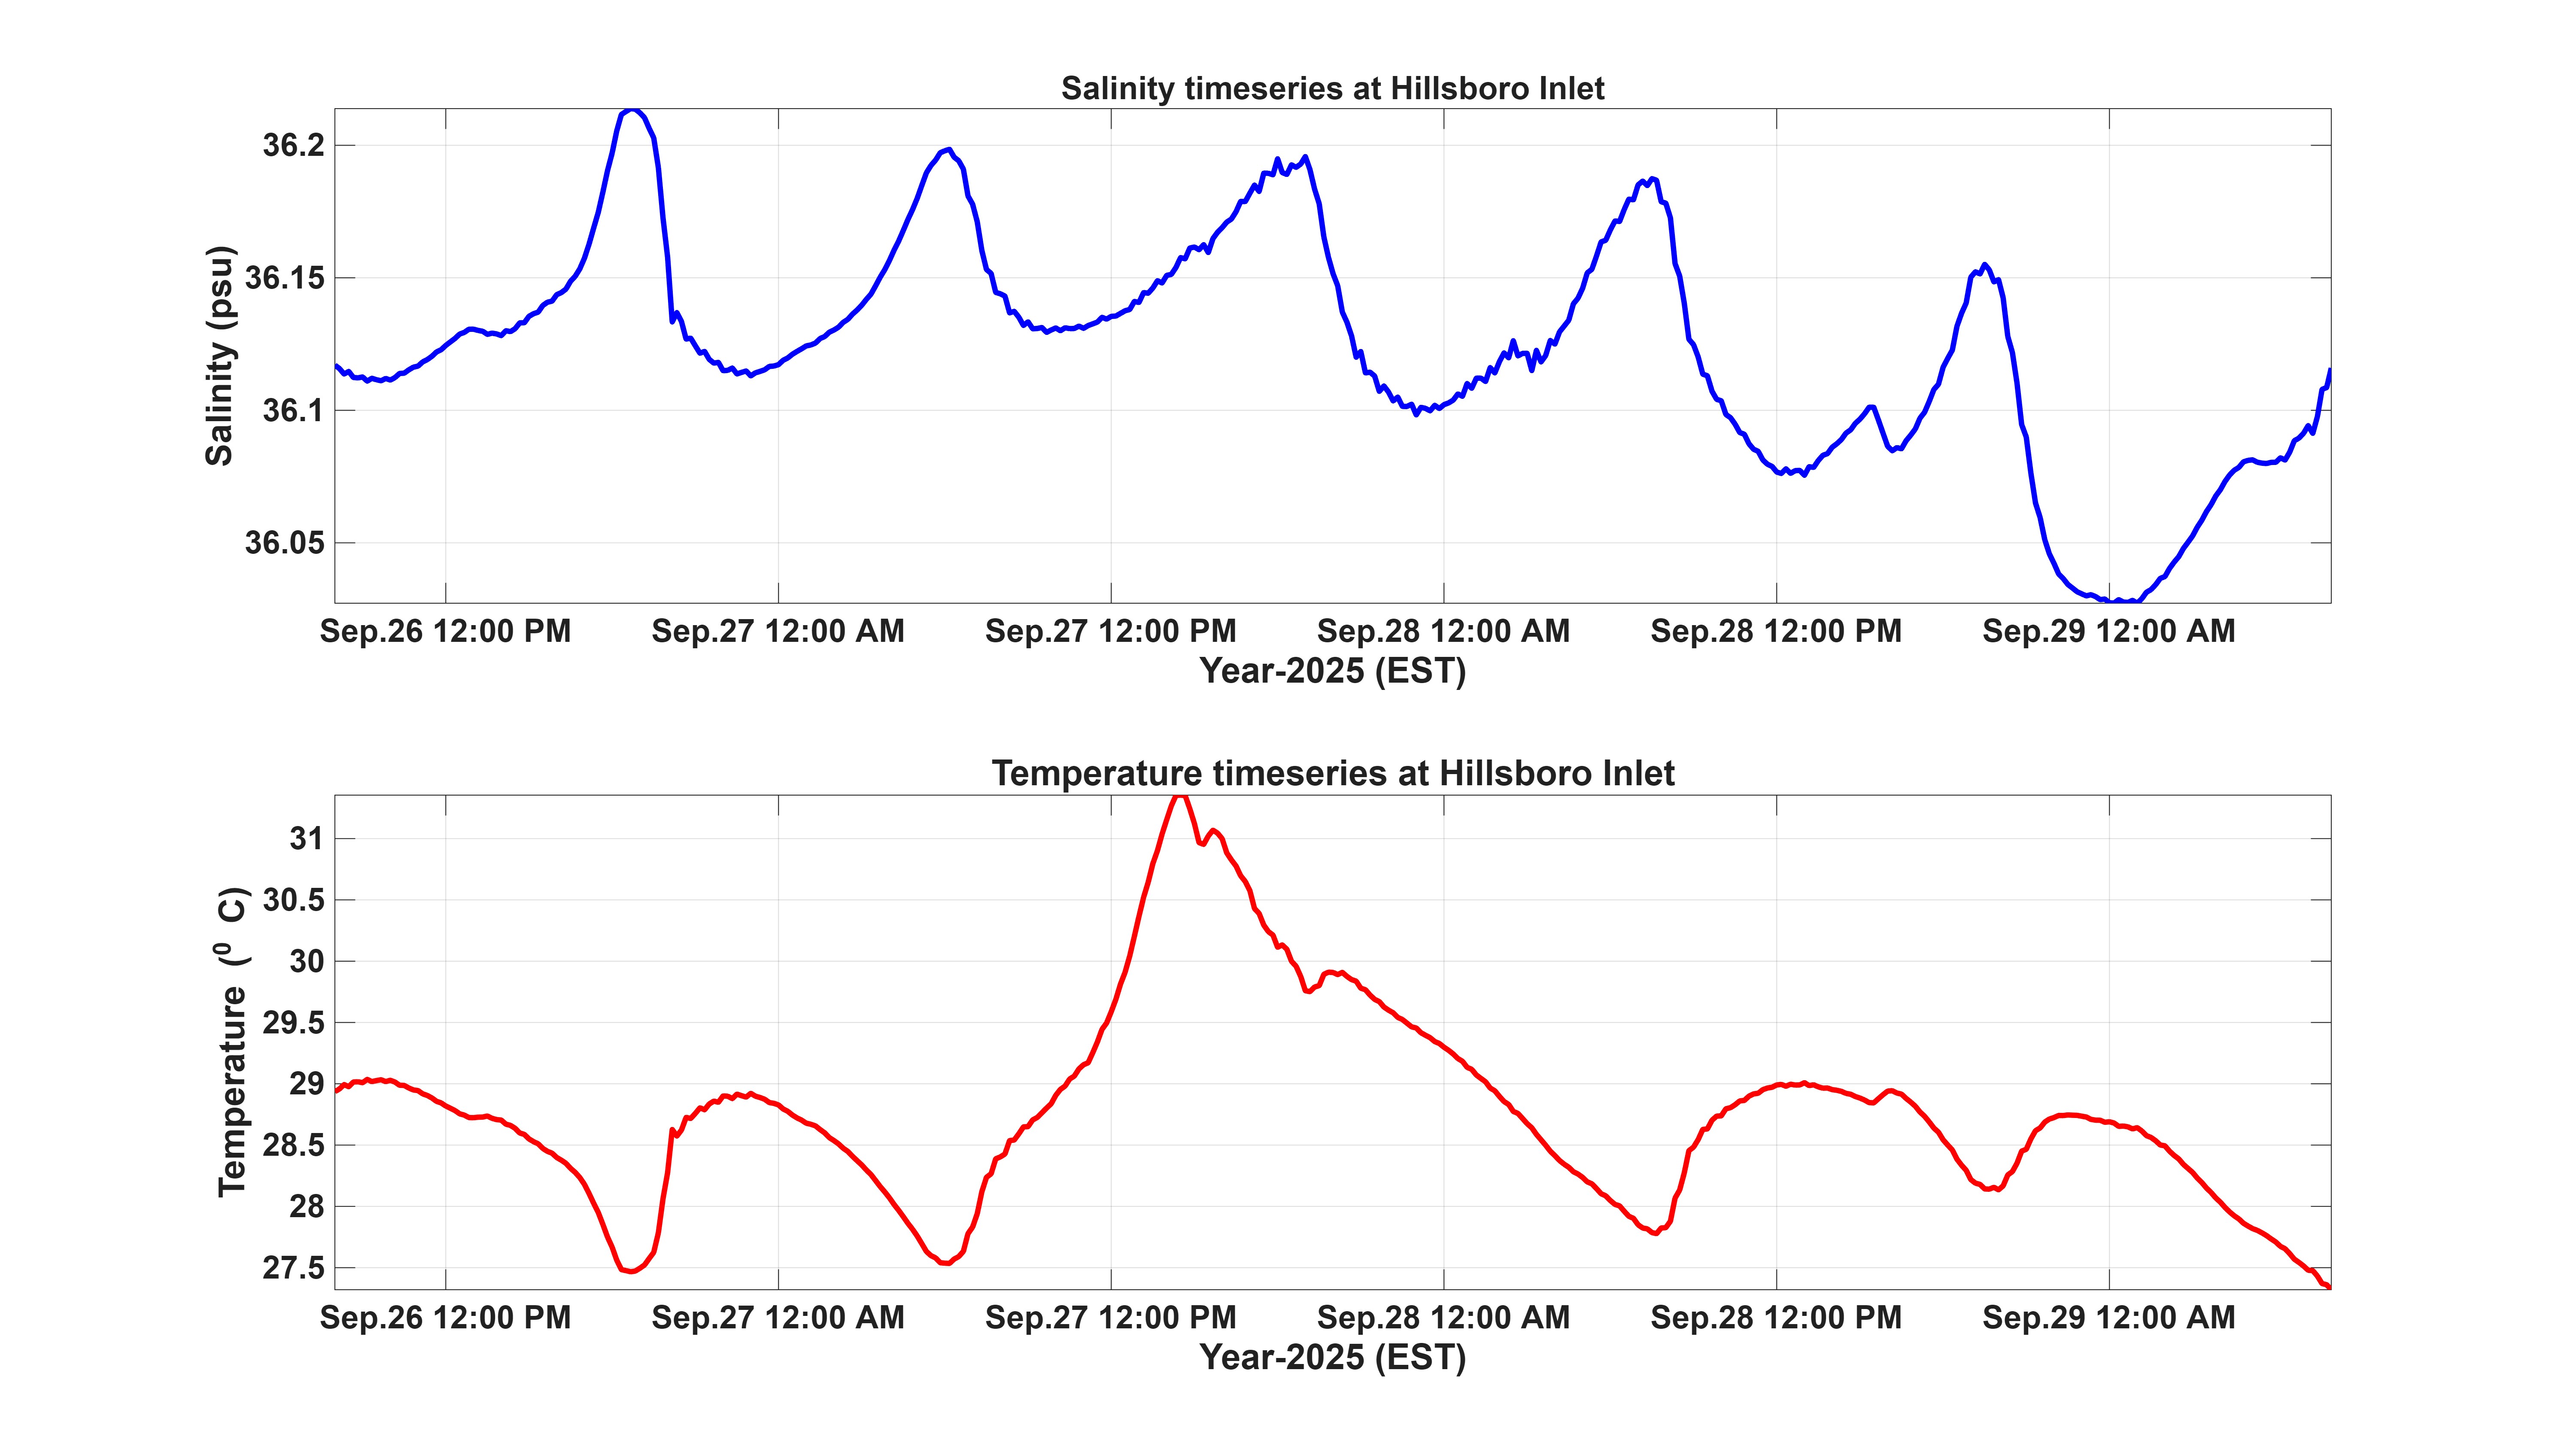 Salinity timeseries at Hillsboro Inlet
Salinity (psu)
36.2
36.15
36.1
36.05
Sep.26 12:00 PM Sep.27 12:00 AM Sep.27 12:00 PM Sep.28 12:00 AM Sep.28 12:00 PM Sep.29 12:00 AM
Year-2025 (EST)
Temperature timeseries at Hillsboro Inlet
Temperature (⁰ C)
31
30.5
30
29.5
29
28.5
28
27.5
Sep.26 12:00 PM Sep.27 12:00 AM Sep.27 12:00 PM Sep.28 12:00 AM Sep.28 12:00 PM Sep.29 12:00 AM
Year-2025 (EST)